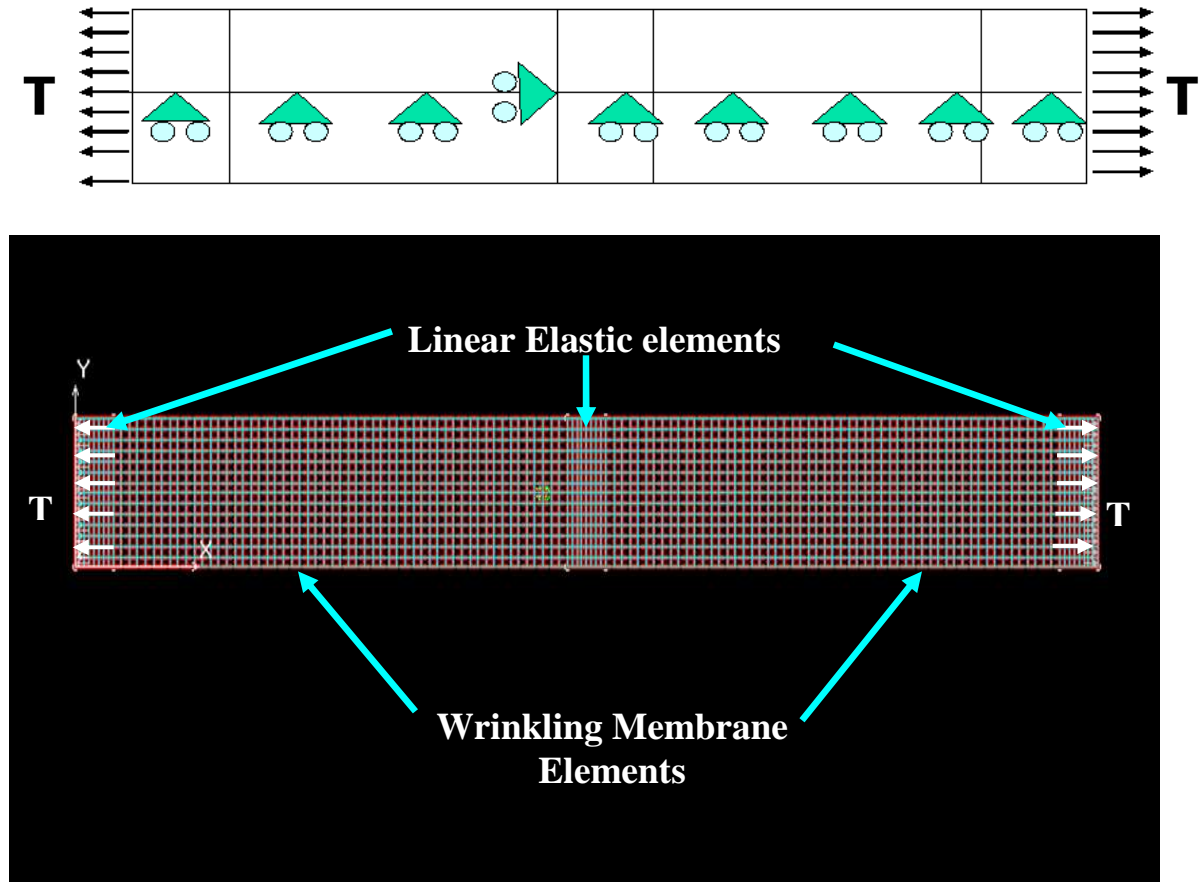 T T
Linear Elastic elements
Y
X
T T
Wrinkling Membrane
Elements